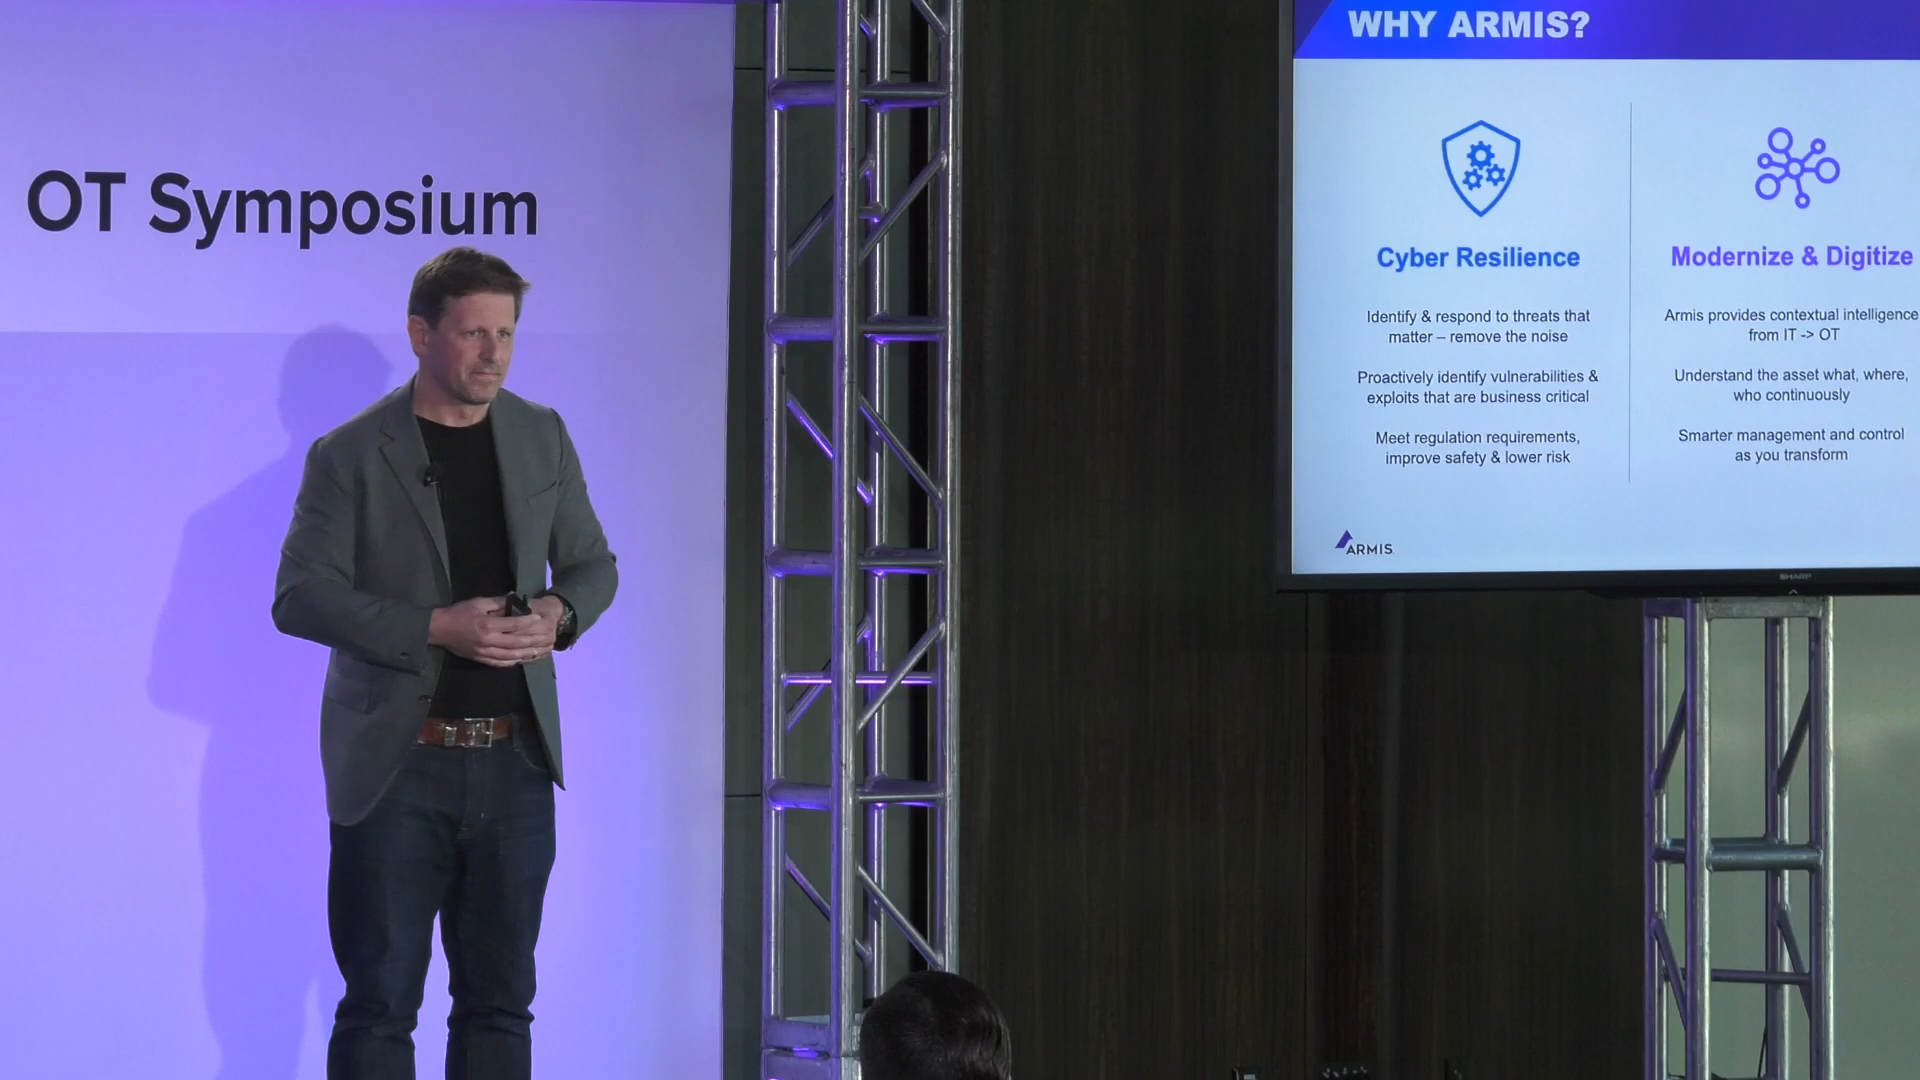 OT Symposium
WHY ARMIS?
Cyber Resilience
Identify & respond to threats that
matter – remove the noise
Proactively identify vulnerabilities &
exploits that are business critical
Meet regulation requirements,
improve safety & lower risk
Modernize & Digitize
Armis provides contextual intelligence
from IT -> OT
Understand the asset what, where,
who continuously
Smarter management and control
as you transform
ARMIS
SHARP